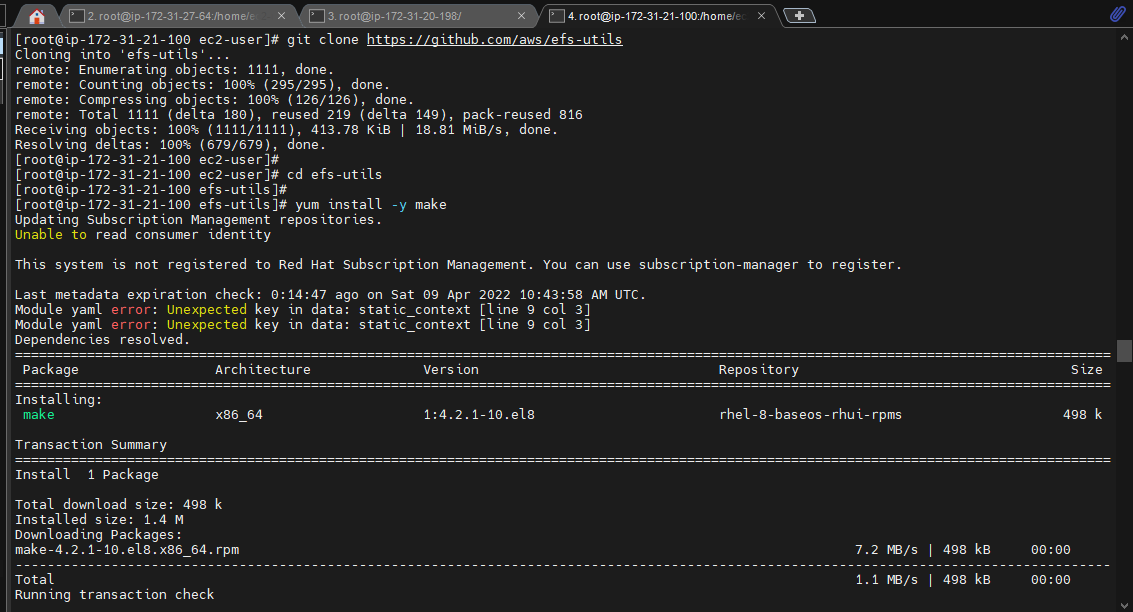 2. root@ip-172-31-27-64:/home/ec
3. root@ip-172-31-20-198:/
4. root@ip-172-31-21-100:/home/ec
[root@ip-172-31-21-100 ec2-user]# git clone https://github.com/aws/efs-utils
Cloning into 'efs-utils'...
remote: Enumerating objects: 1111, done.
remote: Counting objects: 100% (295/295), done.
remote: Compressing objects: 100% (126/126), done.
remote: Total 1111 (delta 180), reused 219 (delta 149), pack-reused 816
Receiving objects: 100% (1111/1111), 413.78 KiB | 18.81 MiB/s, done.
Resolving deltas: 100% (679/679), done.
[root@ip-172-31-21-100 ec2-user]#
[root@ip-172-31-21-100 ec2-user]# cd efs-utils
[root@ip-172-31-21-100 efs-utils]#
[root@ip-172-31-21-100 efs-utils]# yum install -y make
Updating Subscription Management repositories.
Unable to read consumer identity
This system is not registered to Red Hat Subscription Management. You can use subscription-manager to register.
Last metadata expiration check: 0:14:47 ago on Sat 09 Apr 2022 10:43:58 AM UTC.
Module yaml error: Unexpected key in data: static_context [line 9 col 3]
Module yaml error: Unexpected key in data: static_context [line 9 col 3]
Dependencies resolved.
Package Architecture Version Repository Size
Installing:
make x86_64 1:4.2.1-10.el8 rhel-8-baseos-rhui-rpms 498 k
Transaction Summary
Install 1 Package
Total download size: 498 k
Installed size: 1.4 M
Downloading Packages:
make-4.2.1-10.el8.x86_64.rpm 7.2 MB/s | 498 kB 00:00
Total 1.1 MB/s | 498 kB 00:00
Running transaction check